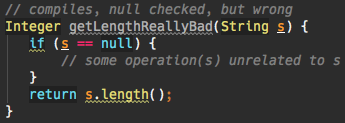 // compiles, null checked, but wrong
Integer getLengthReallyBad(String s) {
    if (s == null) {
        // some operation(s) unrelated to s
    }
    return s.length();
}